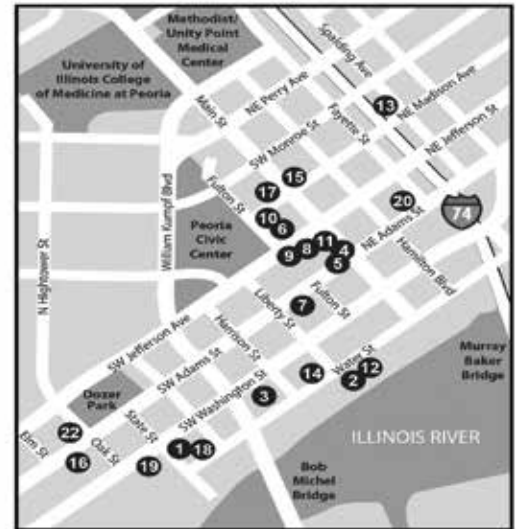 Methodist/
Unity Point
Medical
Center
University of
Illinois College
of Medicine at Peoria
Spalding Ave
NE Perry Ave
Main St
Fayette St
13
NE Madison Ave
SW Monroe St
NE Jefferson St
15
17
Fulton St
William Kumpf Blvd
20
74
10
6
NE Adams St
Peoria
Civic
Center
11
8
4
9
5
Hamilton Blvd
N Hightower St
Liberty St
Fulton St
7
SW Jefferson Ave
Harrison St
SW Adams St
Water St
Murray
Baker
Bridge
14
12
2
Dozer
Park
SW Washington St
3
State St
22
Elm St
Oak St
1
18
16
19
ILLINOIS RIVER
Bob
Michel
Bridge